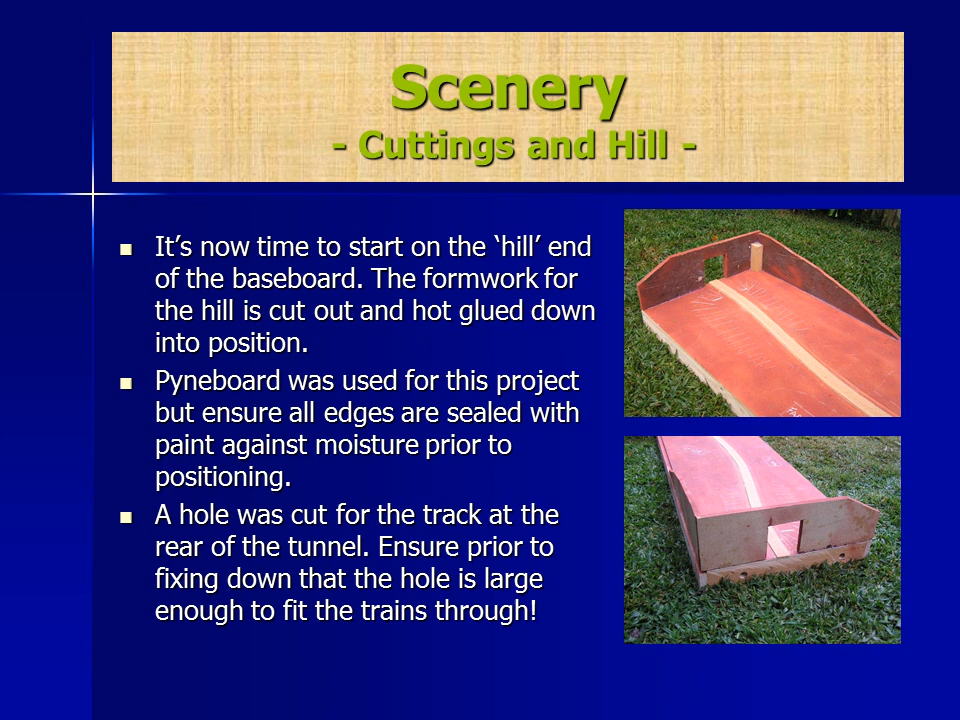 Scenery
- Cuttings and Hill -
It’s now time to start on the ‘hill’ end
of the baseboard. The formwork for
the hill is cut out and hot glued down
into position.
Pyneboard was used for this project
but ensure all edges are sealed with
paint against moisture prior to
positioning.
A hole was cut for the track at the
rear of the tunnel. Ensure prior to
fixing down that the hole is large
enough to fit the trains through!